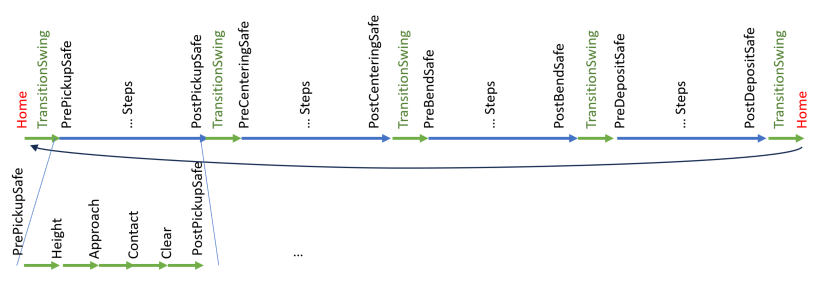 Home
TransitionSwing
PrePickupSafe
... Steps
PostPickupSafe
TransitionSwing
PreCenteringSafe
... Steps
PostCenteringSafe
TransitionSwing
PreBendSafe
... Steps
PostBendSafe
TransitionSwing
PreDepositSafe
... Steps
PostDepositSafe
TransitionSwing
Home
PrePickupSafe
Height
Approach
Contact
Clear
PostPickupSafe
...